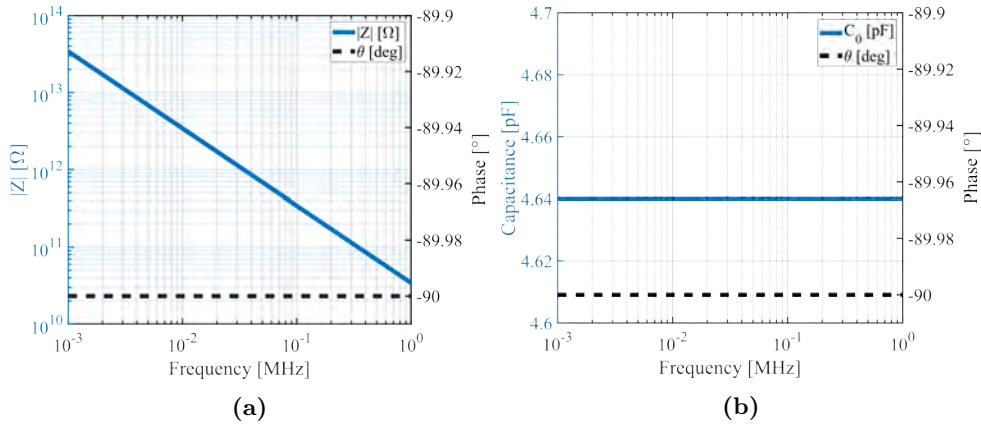 10^14
10^13
10^12
10^11
10^10
|Z| [Ω]
|Z| [Ω]
θ [deg]
-89.9
-89.92
-89.94
-89.96
-89.98
-90
Phase [°]
10^-3
10^-2
10^-1
10^0
Frequency [MHz]
(a)
4.7
4.68
4.66
4.64
4.62
4.6
Capacitance [pF]
C_0 [pF]
θ [deg]
-89.9
-89.92
-89.94
-89.96
-89.98
-90
Phase [°]
10^-3
10^-2
10^-1
10^0
Frequency [MHz]
(b)